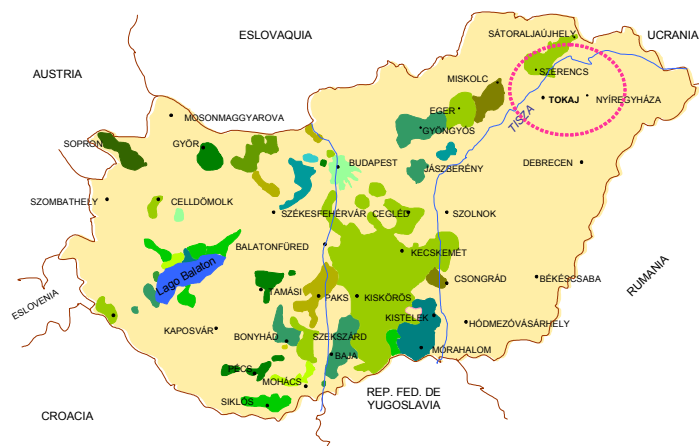 ESLOVAQUIA
UCRANIA
SÁTORALJAÚJHELY
AUSTRIA
SZERENCS
MISKOLC
TOKAJ
NYÍREGYHÁZA
EGER
TISZA
MOSONMAGGYAROVA
GYÖNGYÖS
SOPRON
GYŐR
BUDAPEST
JÁSZBERÉNY
DEBRECEN
SZOMBATHELY
CELLDÖMOLK
SZÉKESFEHÉRVÁR
CEGLÉD
SZOLNOK
BALATONFÜRED
KECSKEMÉT
Lago Balaton
RUMANIA
ESLOVENIA
TAMÁSI
PAKS
KISKÖRÖS
CSONGRÁD
BÉKÉSCSABA
KISTELEK
HÓDMEZÓVÁSÁRHELY
KAPOSVÁR
BONYHÁD
SZEKSZÁRD
BAJA
MÓRAHALOM
PÉCS
MOHÁCS
SIKLÓS
CROACIA
REP. FED. DE
YUGOSLAVIA